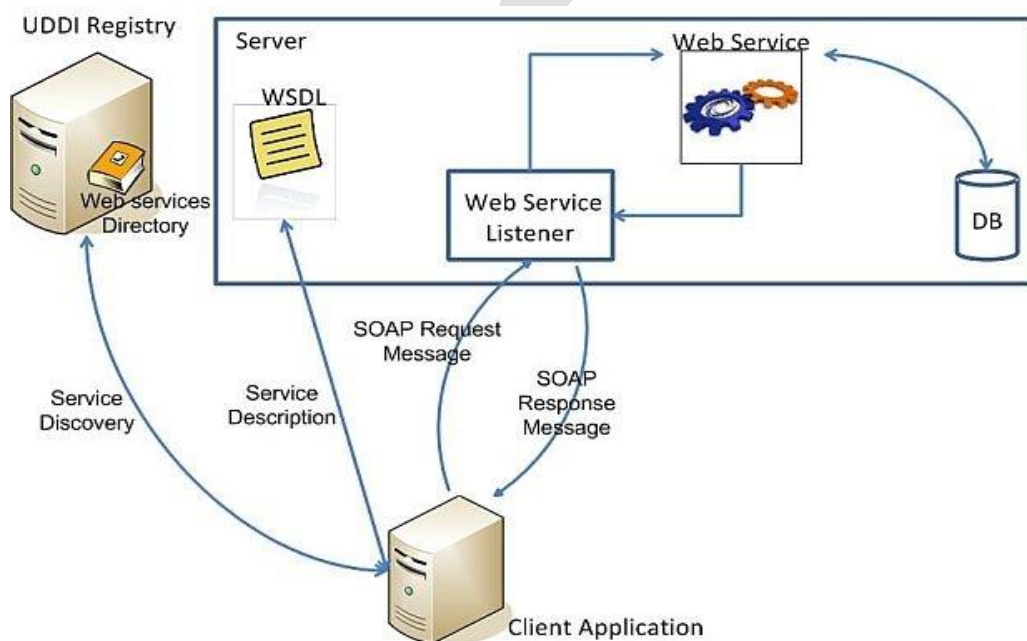 UDDI Registry
Web services
Directory
Server
WSDL
Web Service
Web Service
Listener
DB
SOAP Request
Message
SOAP
Response
Message
Service
Discovery
Service
Description
Client Application